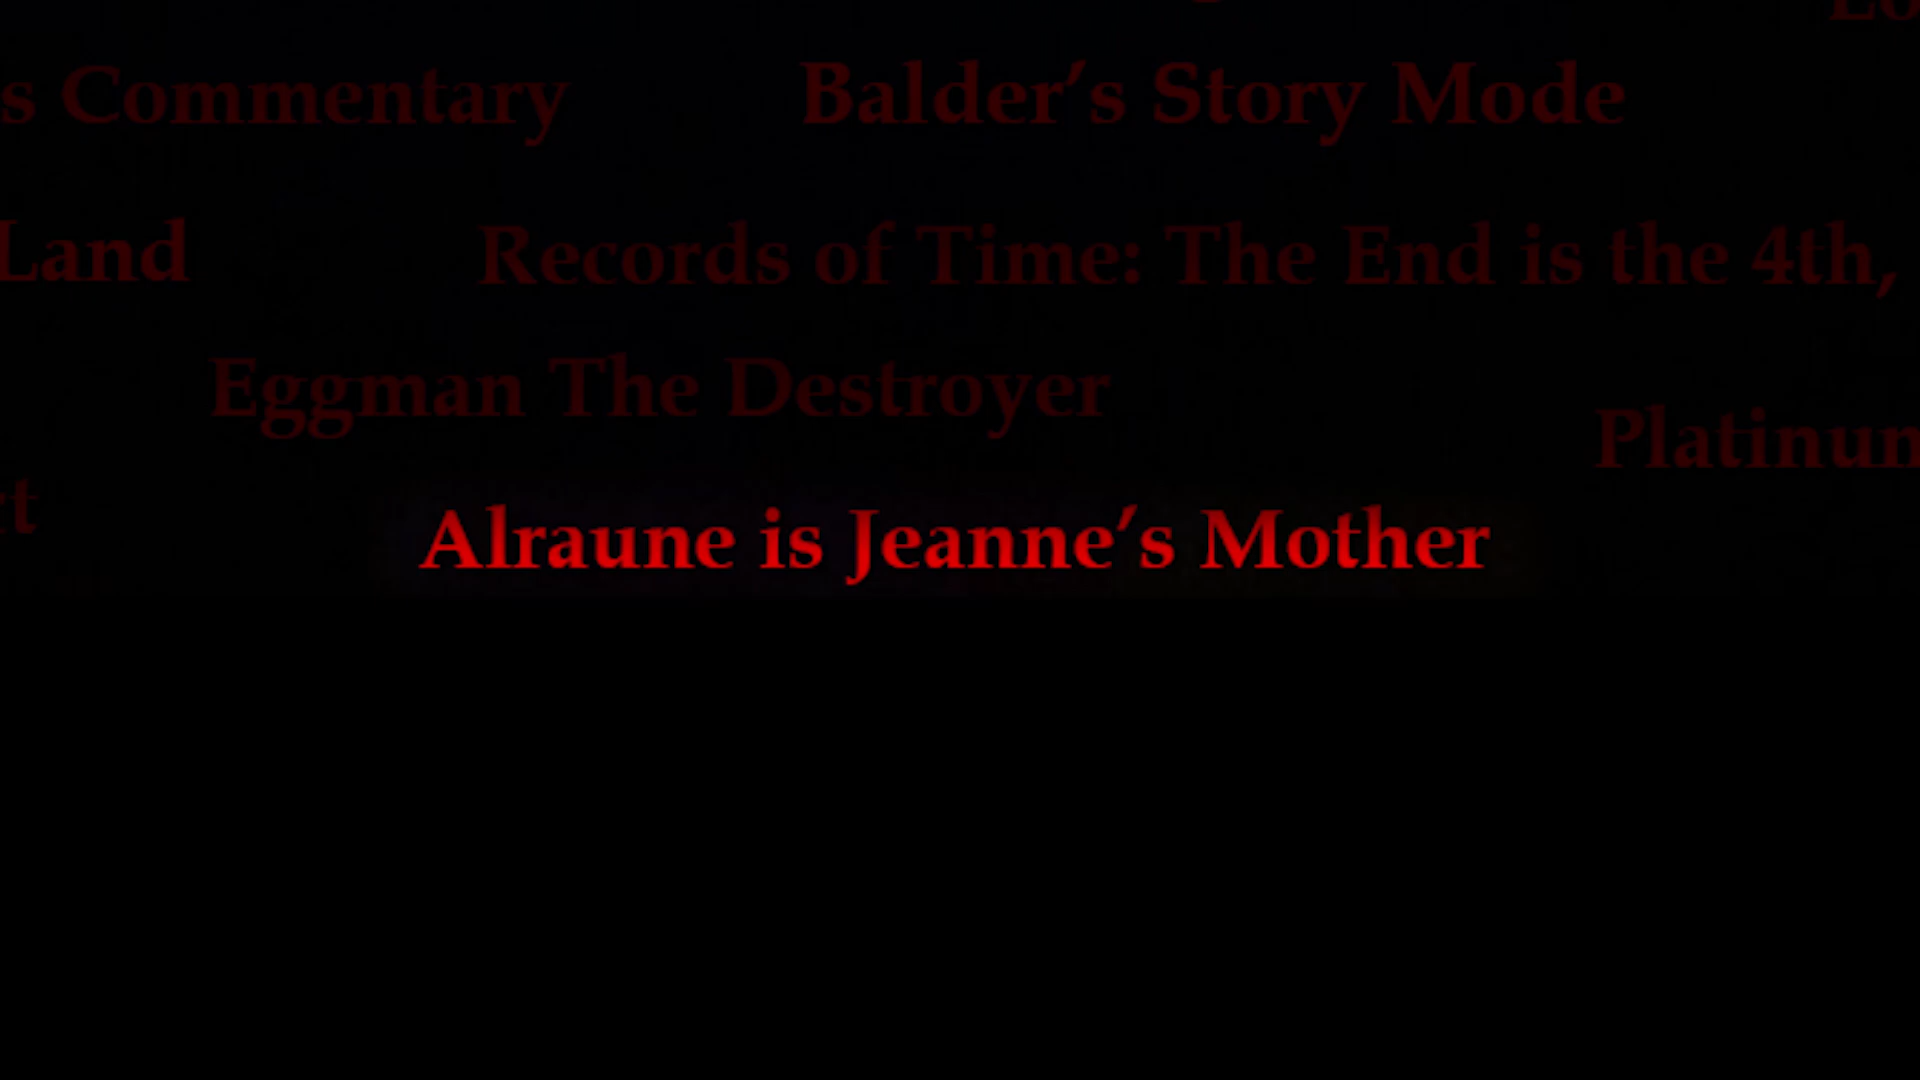 s Commentary
Balder’s Story Mode
Land
Records of Time: The End is the 4th,
Eggman The Destroyer
Alraune is Jeanne’s Mother